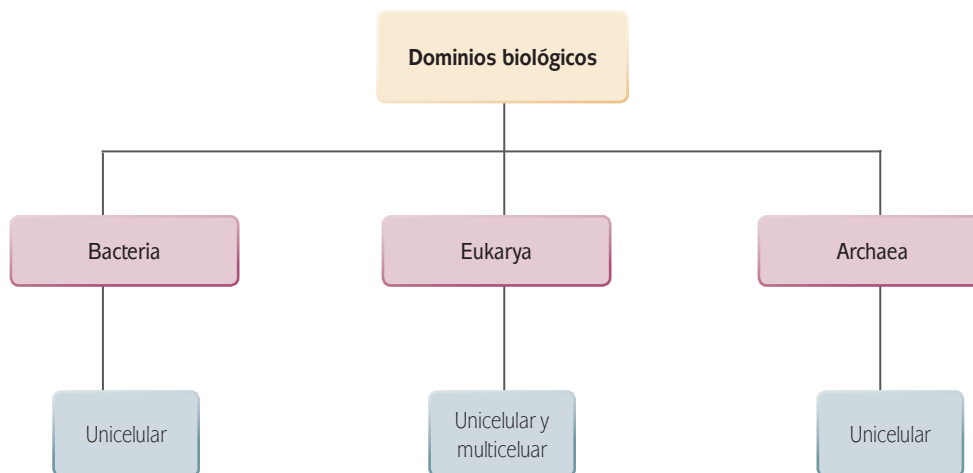 Dominios biológicos
Bacteria
Eukarya
Archaea
Unicelular
Unicelular y
multiceluar
Unicelular